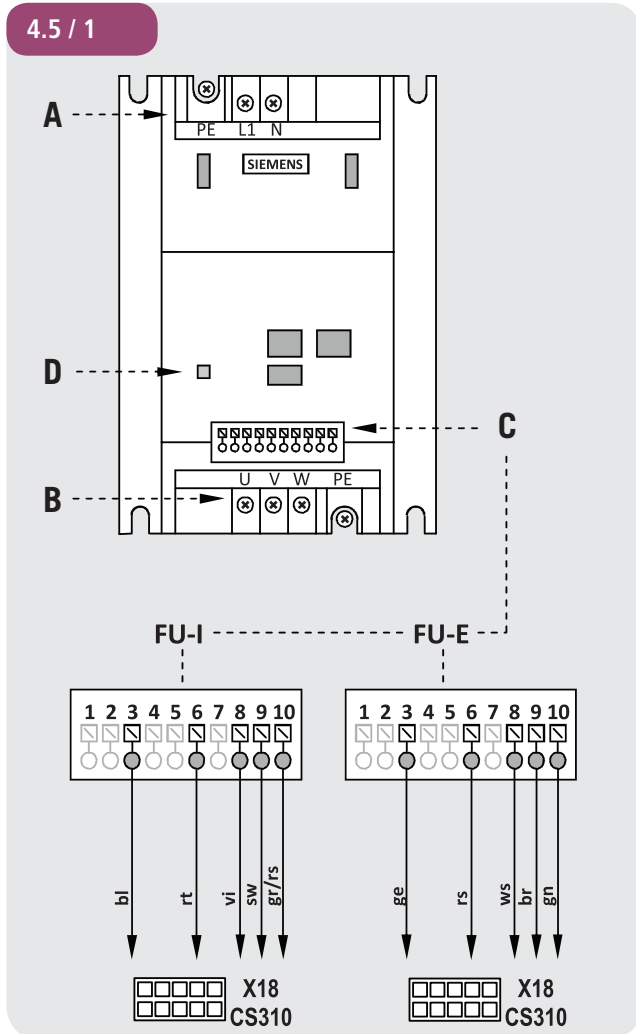 4.5 / 1
A
PE L1 N
SIEMENS
D
C
U V W PE
B
FU-I FU-E
1 2 3 4 5 6 7 8 9 10
1 2 3 4 5 6 7 8 9 10
bl rt vi sw gr/rs
ge rs ws br gn
X18
CS310
X18
CS310